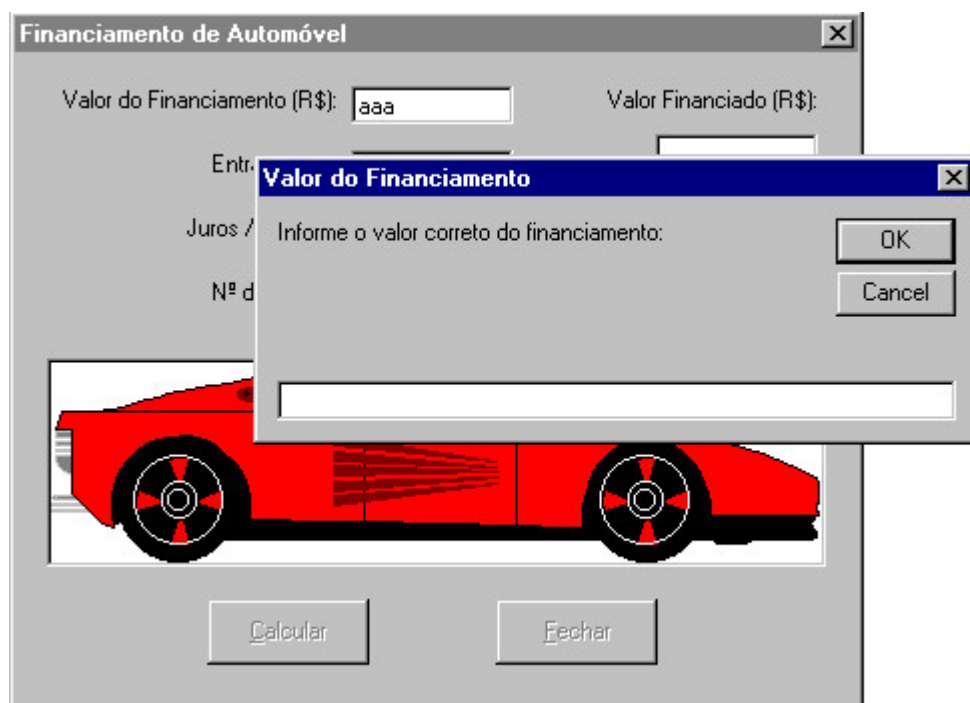 Financiamento de Automóvel
Valor do Financiamento (R$): aaa Valor Financiado (R$):
Valor do Financiamento
Juros /
Informe o valor correto do financiamento:
OK
Nº
Cancel
Calcular Fechar